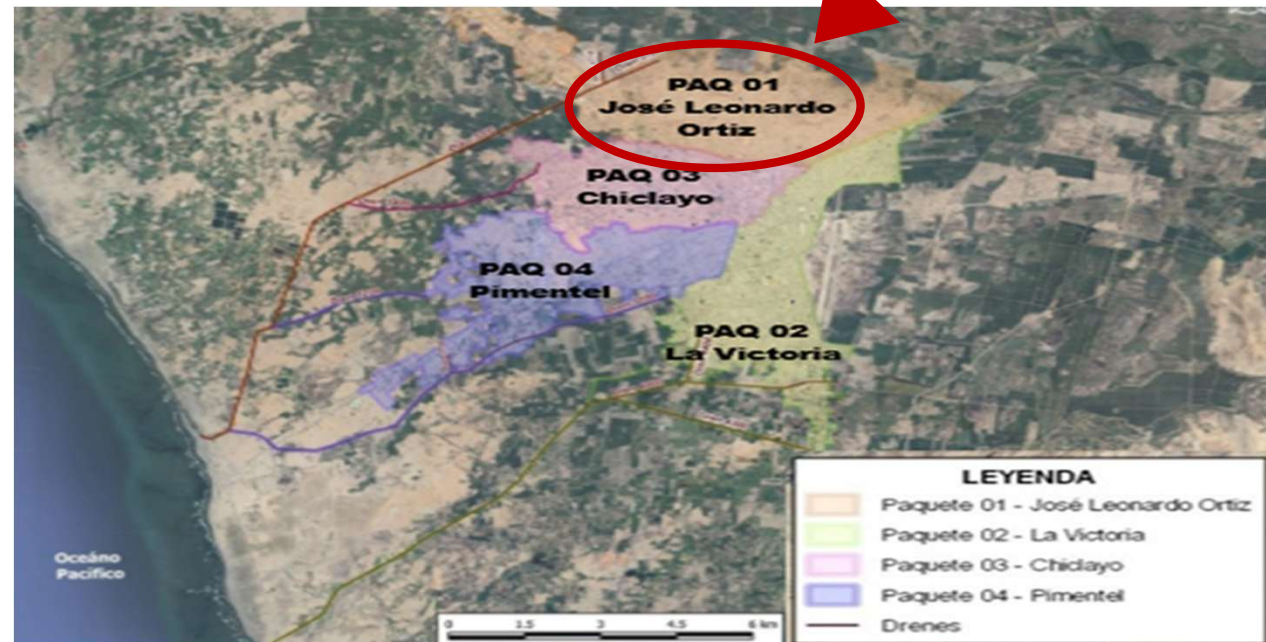 PAQ 01
José Leonardo
Ortiz
PAQ 03
Chiclayo
PAQ 04
Pimentel
PAQ 02
La Victoria
Oceáno
Pacífico
LEYENDA
Paquete 01 - José Leonardo Ortiz
Paquete 02 - La Victoria
Paquete 03 - Chiclayo
Paquete 04 - Pimentel
Drenes
0 1.5 3 4.5 6 km